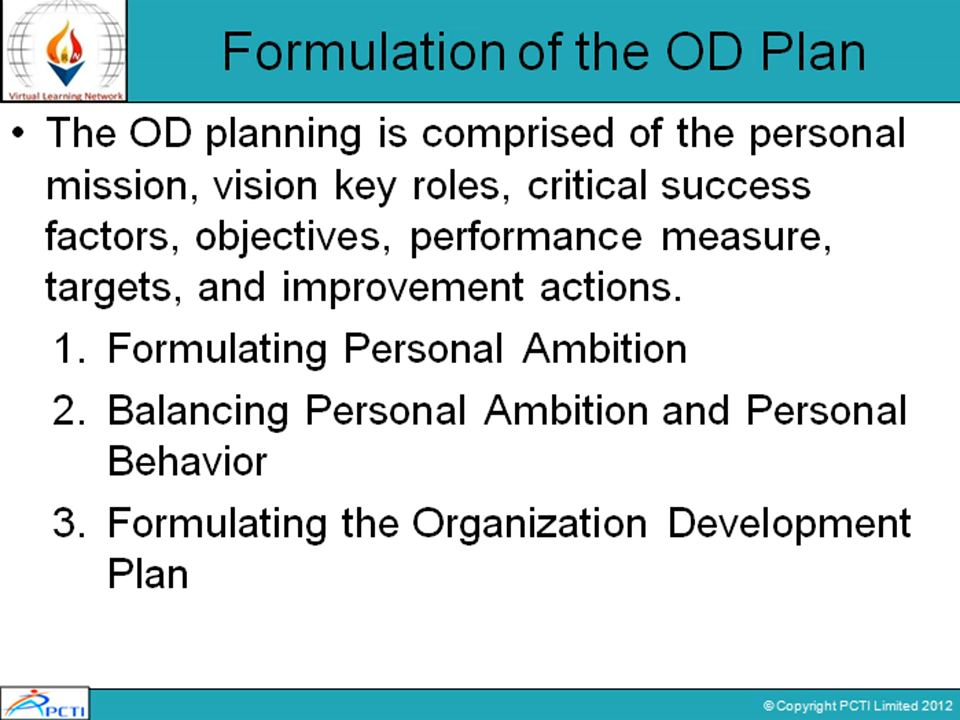 Formulation of the OD Plan
Virtual Learning Network
• The OD planning is comprised of the personal
mission, vision key roles, critical success
factors, objectives, performance measure,
targets, and improvement actions.
1. Formulating Personal Ambition
2. Balancing Personal Ambition and Personal
Behavior
3. Formulating the Organization Development
Plan
PCTI
© Copyright PCTI Limited 2012